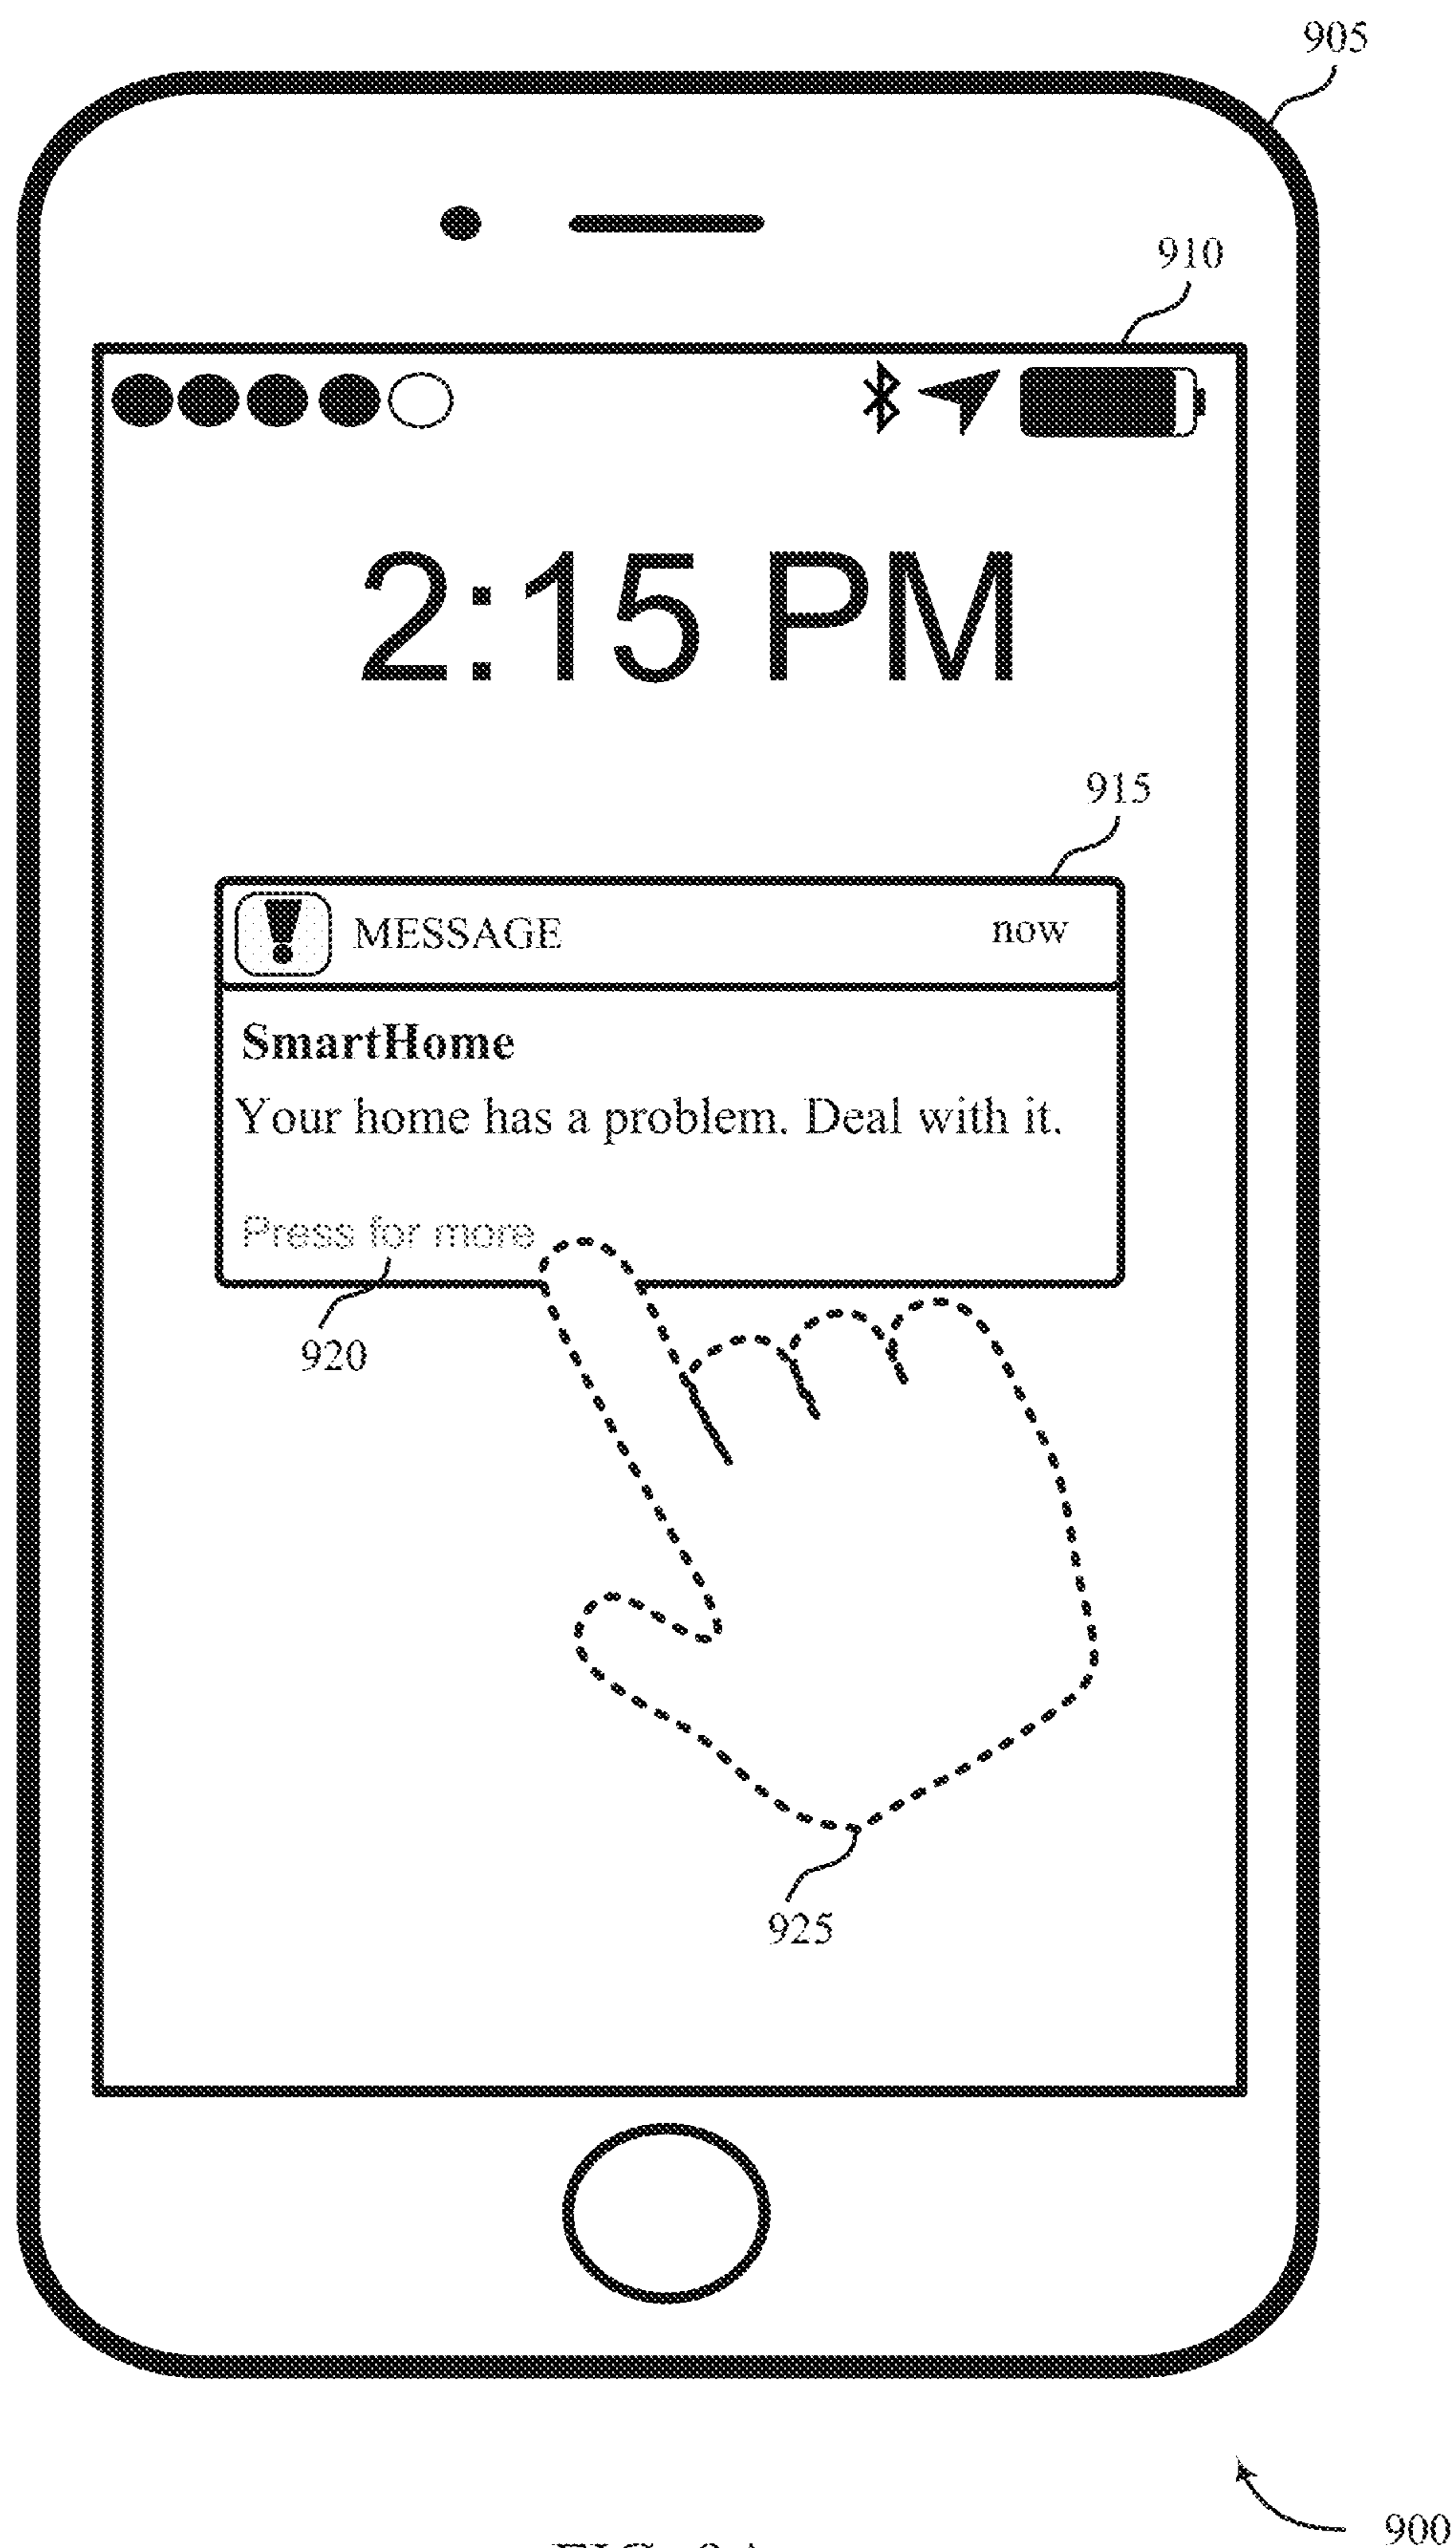 905
910
2:15 PM
915
MESSAGE now
SmartHome
Your home has a problem. Deal with it.
Press for more
920
925
900